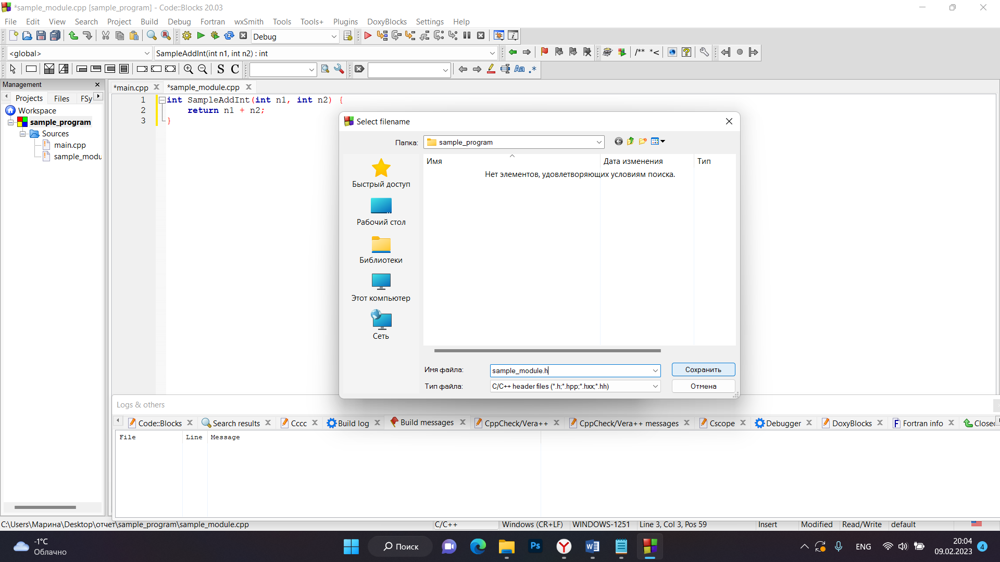 *sample_module.cpp [sample_program] - Code::Blocks 20.03
File Edit View Search Project Build Debug Fortran wxSmith Tools Tools+ Plugins DoxyBlocks Settings Help
Debug
<global> SampleAddInt(int n1, int n2) : int /** *<
S C Aa .*
Management
*main.cpp *sample_module.cpp
Projects Files FSy
1 int SampleAddInt(int n1, int n2) {
2 return n1 + n2;
3 }
Workspace
sample_program
Sources
main.cpp
sample_modu
Select filename
Папка: sample_program
Имя Дата изменения Тип
Нет элементов, удовлетворяющих условиям поиска.
Быстрый доступ
Рабочий стол
Библиотеки
Этот компьютер
Сеть
Имя файла: sample_module.h Сохранить
Тип файла: C/C++ header files (*.h;*.hpp;*.hxx;*.hh) Отмена
Logs & others
Code::Blocks Search results Cccc Build log Build messages CppCheck/Vera++ CppCheck/Vera++ messages Cscope Debugger DoxyBlocks Fortran info Closed
File Line Message
C:\Users\Марина\Desktop\отчет\sample_program\sample_module.cpp C/C++ Windows (CR+LF) WINDOWS-1251 Line 3, Col 3, Pos 59 Insert Modified Read/Write default
-1°C
Облачно
Поиск
Ps
ENG
20:04
09.02.2023
4